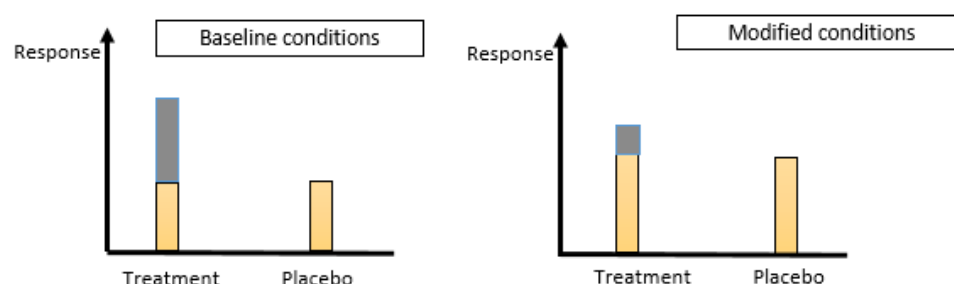 Baseline conditions
Response
Treatment
Placebo
Modified conditions
Response
Treatment
Placebo